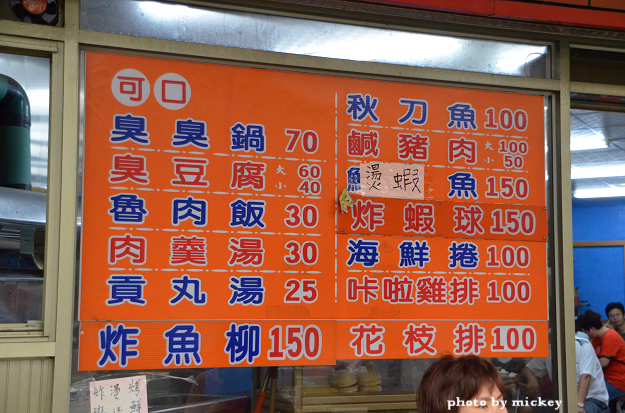 可口
臭臭鍋 70
臭豆腐 大60 小40
魯肉飯 30
肉羹湯 30
貢丸湯 25
炸魚柳 150
秋刀魚 100
鹹豬肉 大100 小50
燙蝦 魚 150
炸蝦球 150
海鮮捲 100
咔啦雞排 100
花枝排 100
photo by mickey